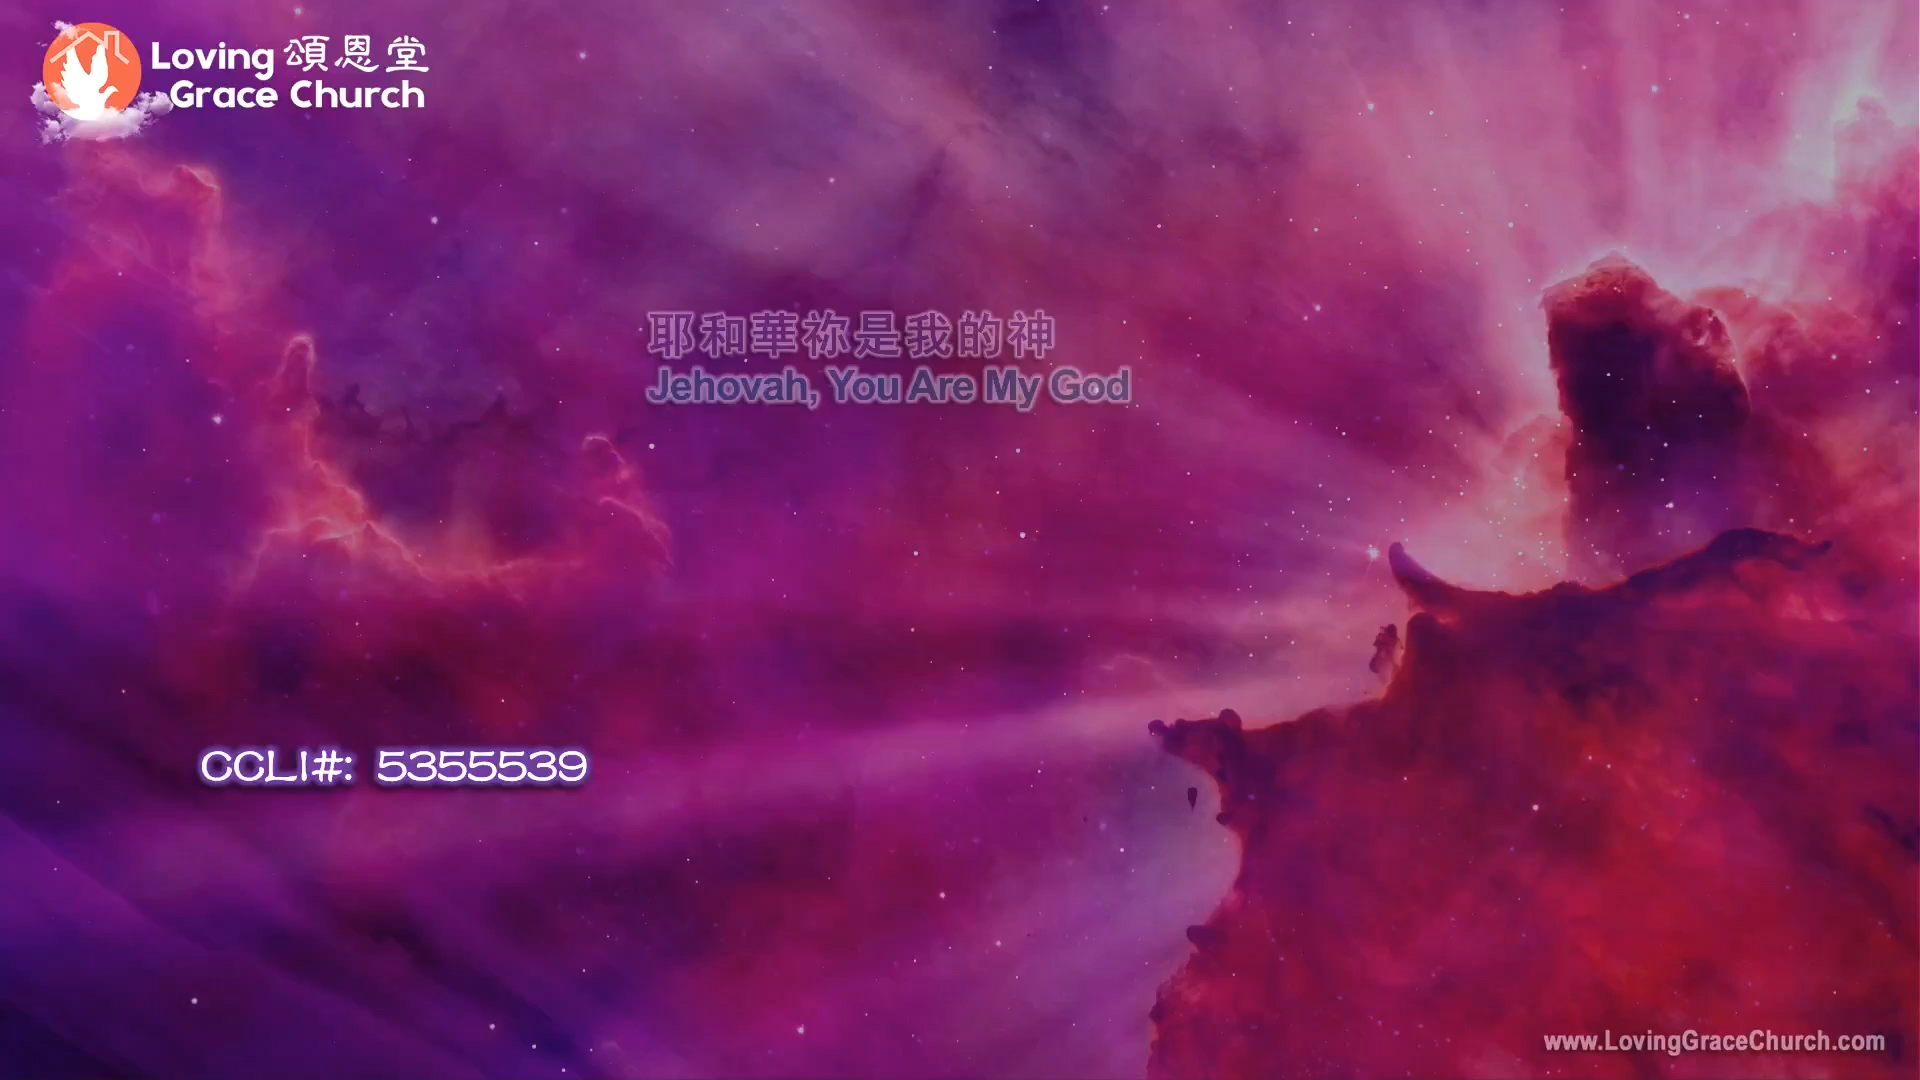 Loving 頌恩堂
Grace Church
耶和華祢是我的神
Jehovah, You Are My God
CCLI#: 5355539
www.LovingGraceChurch.com